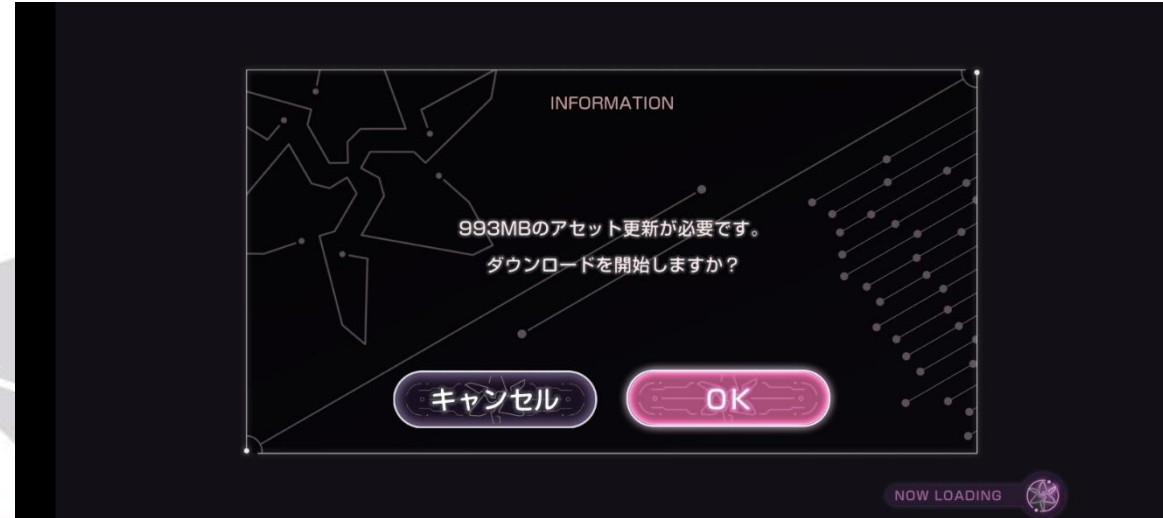 INFORMATION
993MBのアセット更新が必要です。
ダウンロードを開始しますか？
キャンセル
OK
NOW LOADING